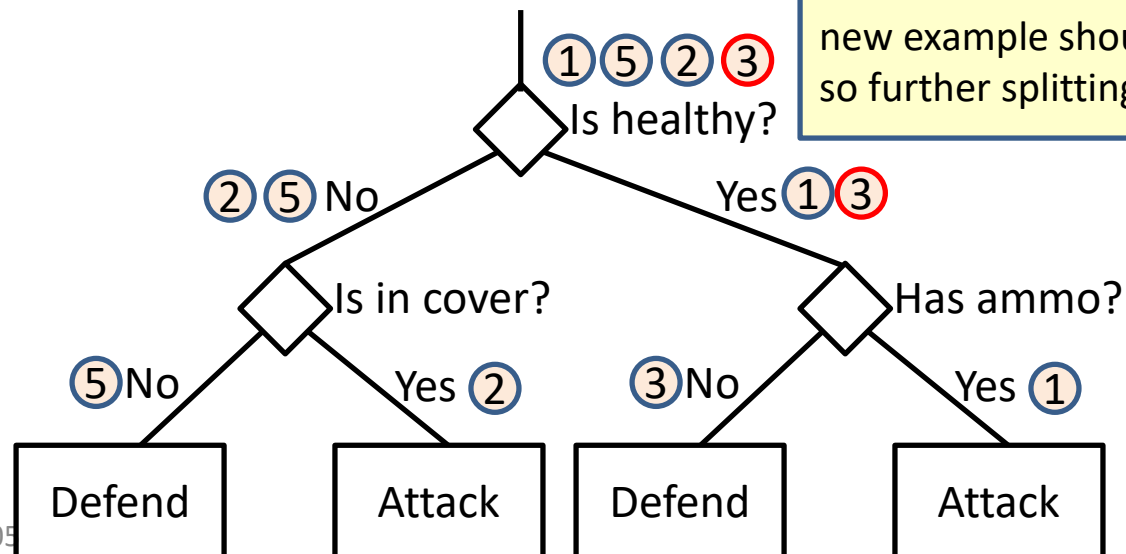 new example shou
so further splitting
1 5 2 3
Is healthy?
2 5 No
Yes 1 3
Is in cover?
Has ammo?
5 No
Yes 2
3 No
Yes 1
Defend
Attack
Defend
Attack